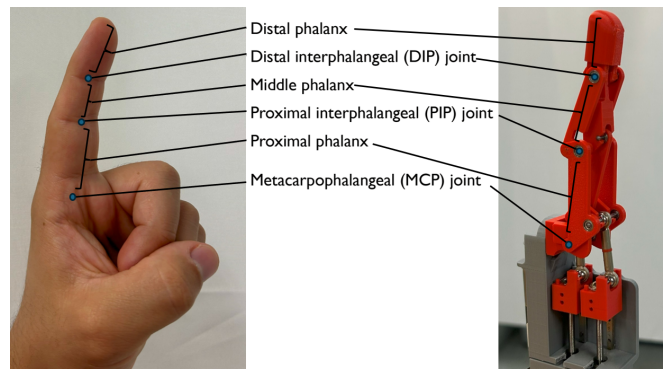 Distal phalanx
Distal interphalangeal (DIP) joint
Middle phalanx
Proximal interphalangeal (PIP) joint
Proximal phalanx
Metacarpophalangeal (MCP) joint